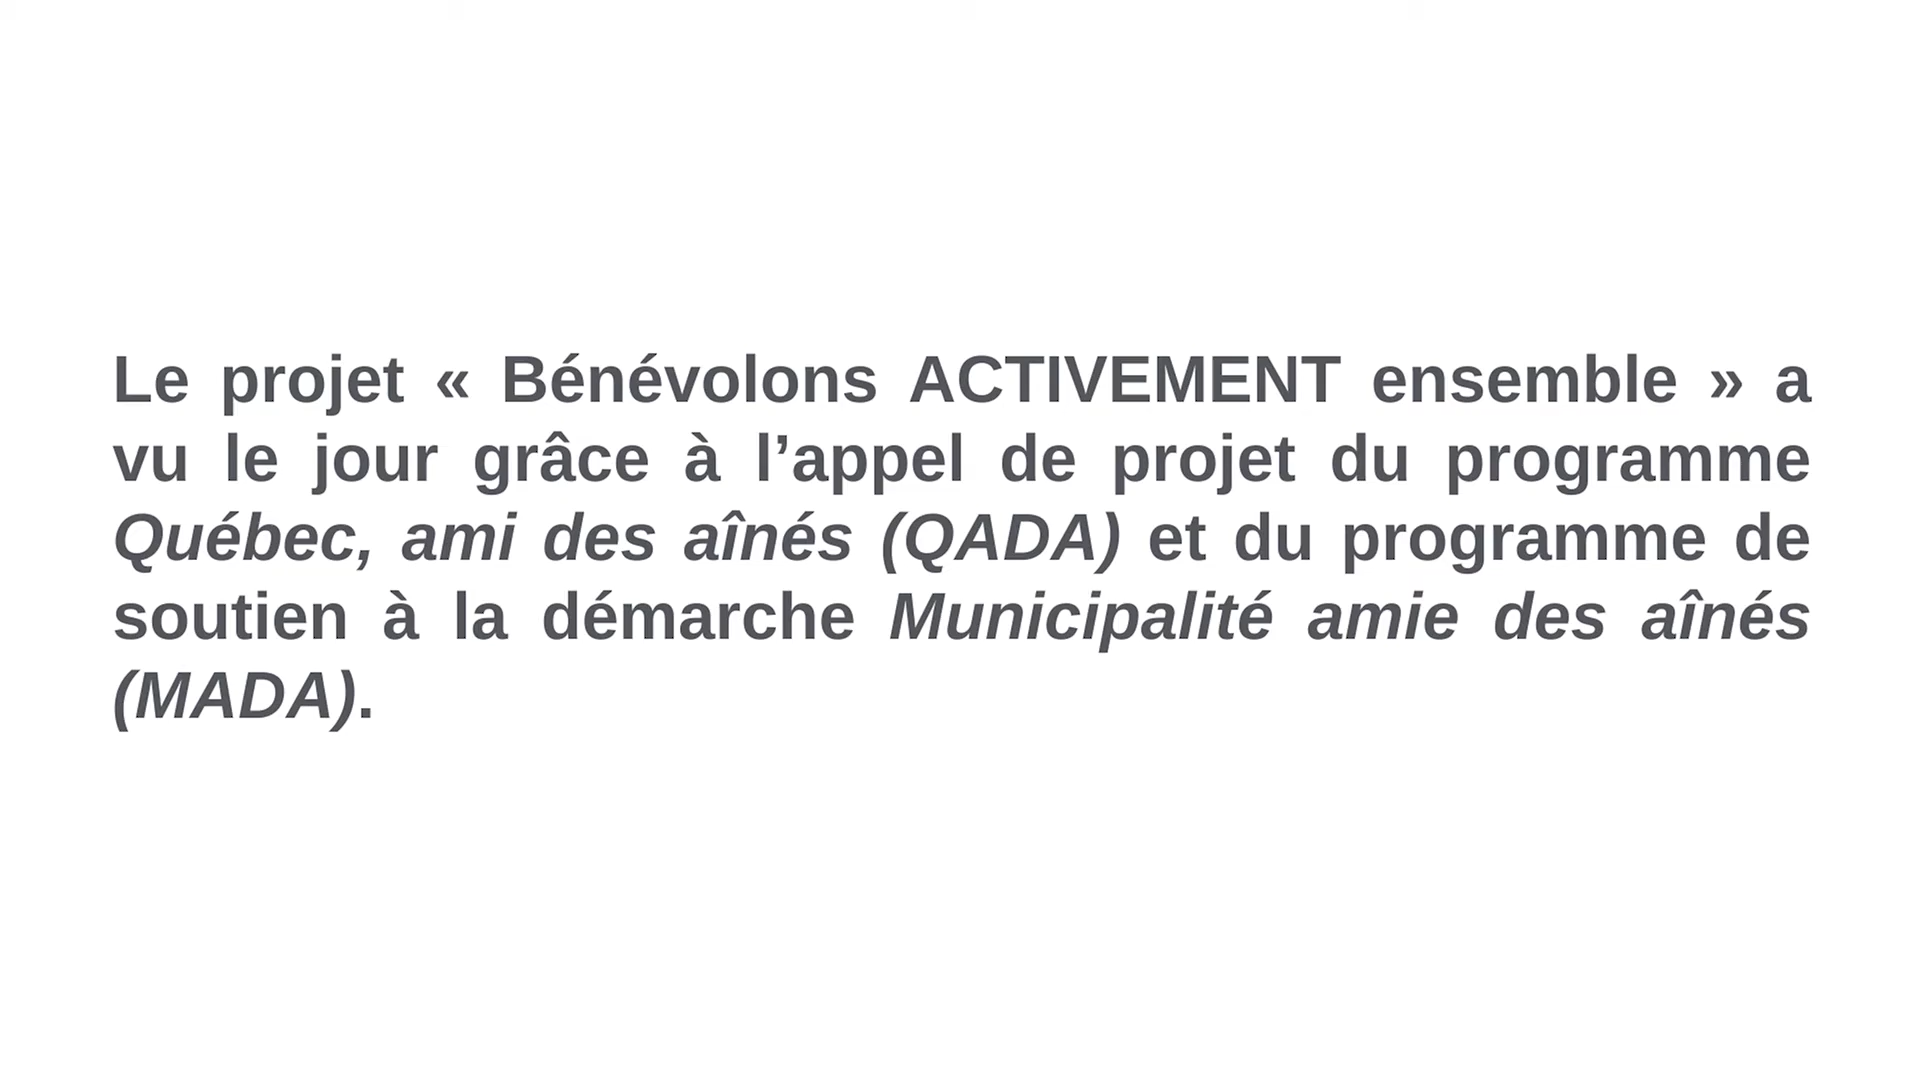 Le projet « Bénévolons ACTIVEMENT ensemble » a
vu le jour grâce à l’appel de projet du programme
Québec, ami des aînés (QADA) et du programme de
soutien à la démarche Municipalité amie des aînés
(MADA).